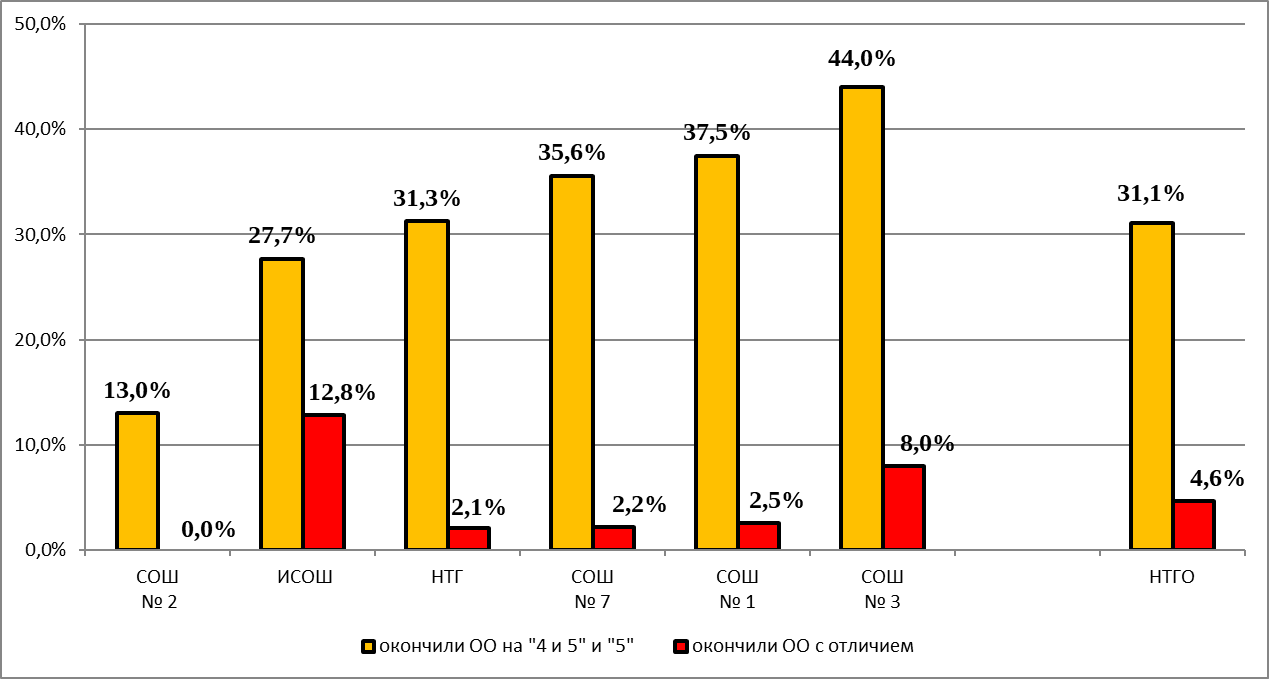 50,0%
40,0%
30,0%
20,0%
10,0%
0,0%
13,0%
0,0%
27,7%
12,8%
31,3%
2,1%
35,6%
2,2%
37,5%
2,5%
44,0%
8,0%
31,1%
4,6%
СОШ
№ 2
ИСОШ
НТГ
СОШ
№ 7
СОШ
№ 1
СОШ
№ 3
НТГО
окончили ОО на "4 и 5" и "5"
окончили ОО с отличием